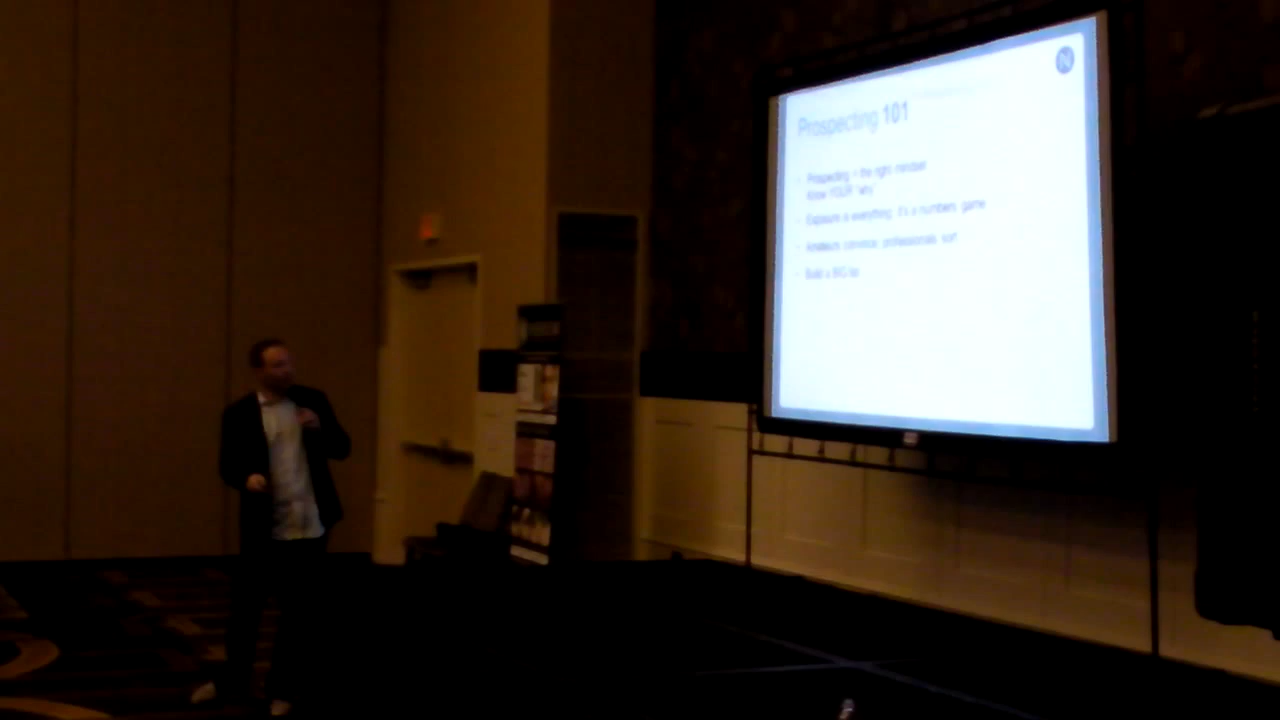 N
Prospecting 101
Prospecting = the right mindset
Know YOUR "why"
Exposure is everything: it's a numbers game
Amateurs convince, professionals sort
Build a BIG list